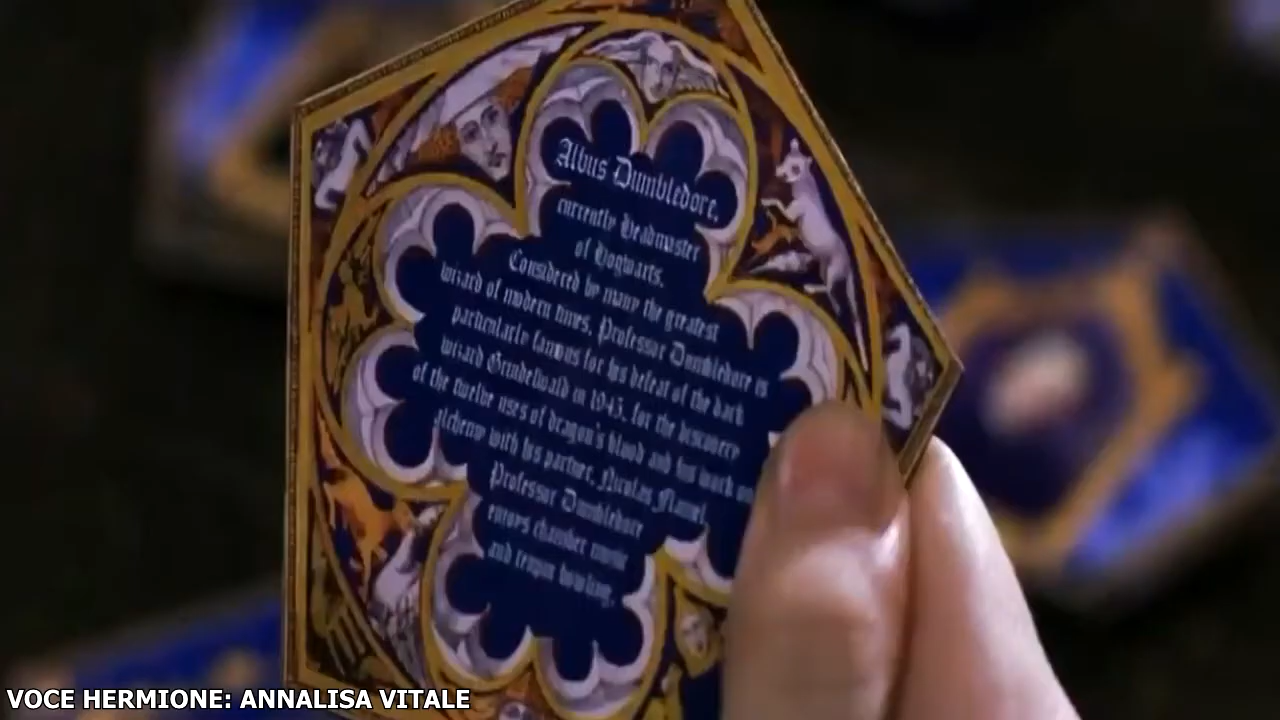 Albus Dumbledore,
currently Headmaster
of Hogwarts.
Considered by many the greatest
wizard of modern times, Professor Dumbledore is
particularly famous for his defeat of the dark
wizard Grindelwald in 1945, for the discovery
of the twelve uses of dragon's blood and his work on
alchemy with his partner, Nicolas Flamel
Professor Dumbledore
enjoys chamber music
and tenpin bowling.
VOCE HERMIONE: ANNALISA VITALE